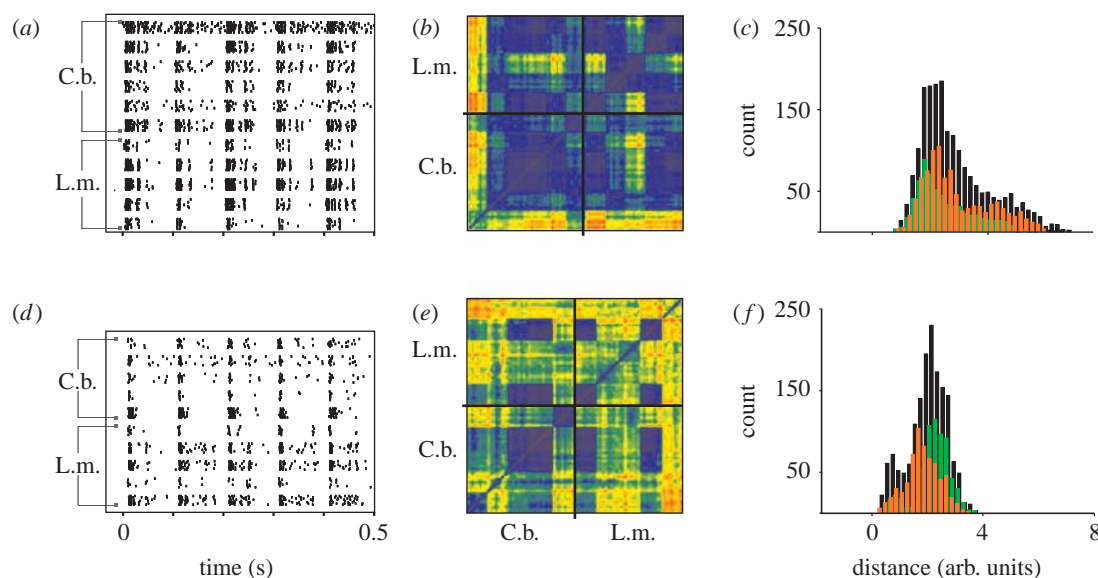 (a)
C.b.
L.m.
(b)
L.m.
C.b.
(c)
250
150
50
count
(d)
C.b.
L.m.
0
0.5
time (s)
(e)
L.m.
C.b.
C.b.
L.m.
(f)
250
150
50
count
0
4
8
distance (arb. units)